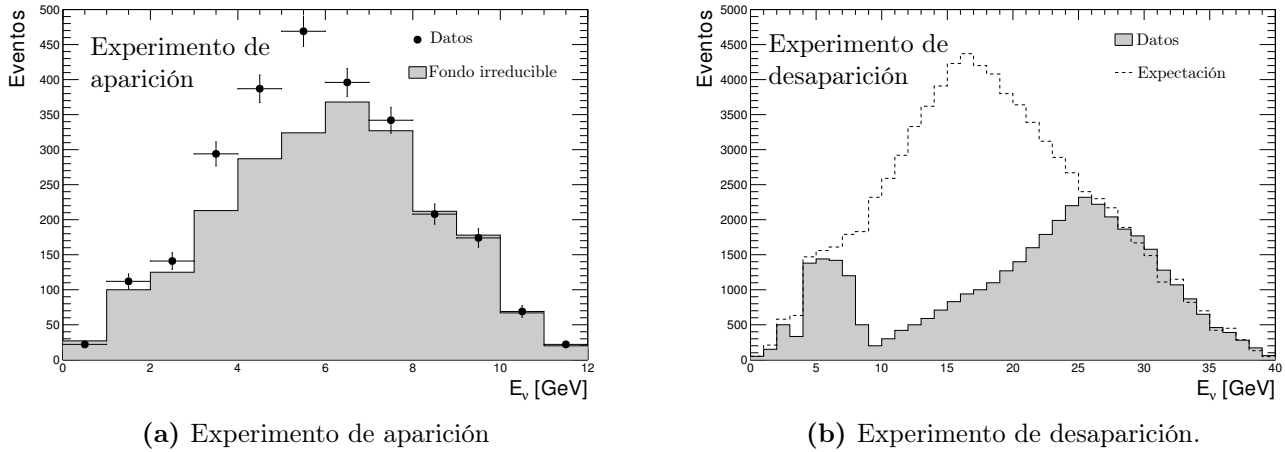 Eventos
500
450
400
350
300
250
200
150
100
50
0
Experimento de
aparición
Datos
Fondo irreducible
0 2 4 6 8 10 12
E_ν [GeV]
(a) Experimento de aparición
Eventos
5000
4500
4000
3500
3000
2500
2000
1500
1000
500
0
Experimento de
desaparición
Datos
Expectación
0 5 10 15 20 25 30 35 40
E_ν [GeV]
(b) Experimento de desaparición.